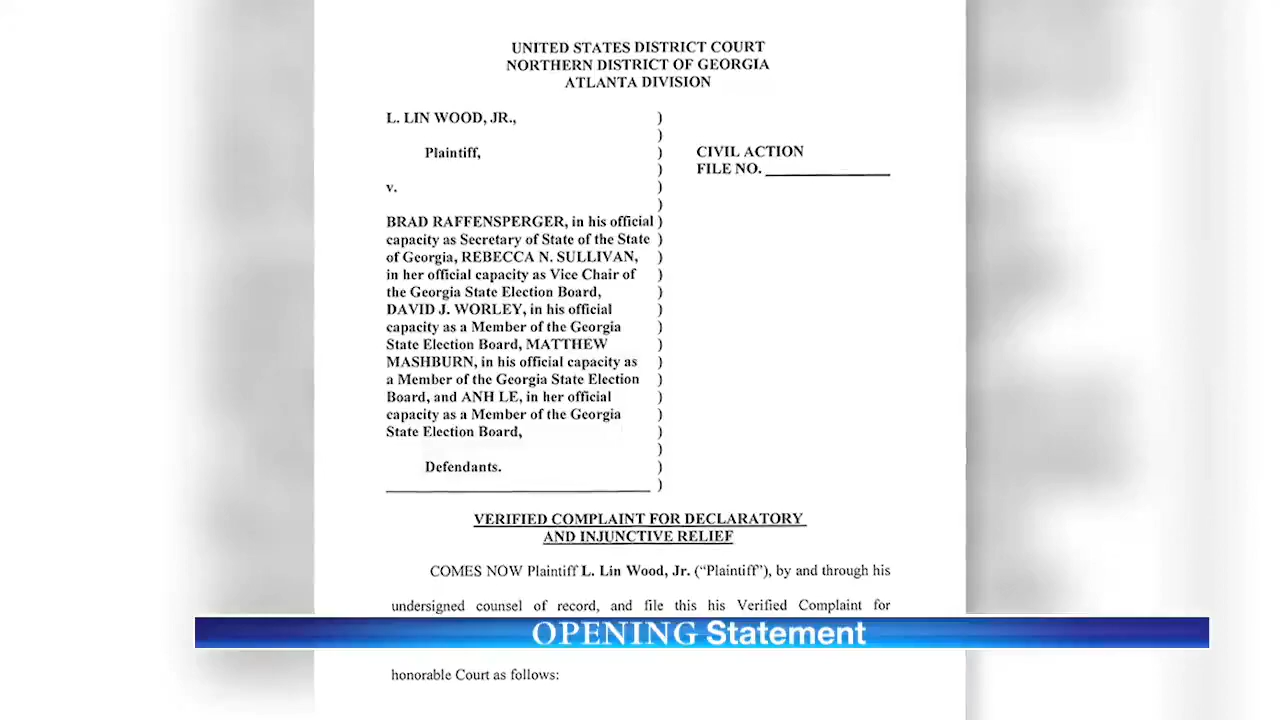 UNITED STATES DISTRICT COURT
NORTHERN DISTRICT OF GEORGIA
ATLANTA DIVISION
L. LIN WOOD, JR., )
)
Plaintiff, ) CIVIL ACTION
) FILE NO. ____________
v. )
)
BRAD RAFFENSPERGER, in his official )
capacity as Secretary of State of the State )
of Georgia, REBECCA N. SULLIVAN, )
in her official capacity as Vice Chair of )
the Georgia State Election Board, )
DAVID J. WORLEY, in his official )
capacity as a Member of the Georgia )
State Election Board, MATTHEW )
MASHBURN, in his official capacity as )
a Member of the Georgia State Election )
Board, and ANH LE, in her official )
capacity as a Member of the Georgia )
State Election Board, )
)
Defendants. )
)
VERIFIED COMPLAINT FOR DECLARATORY
AND INJUNCTIVE RELIEF
COMES NOW Plaintiff L. Lin Wood, Jr. (“Plaintiff”), by and through his
undersigned counsel of record, and file this his Verified Complaint for
OPENING Statement
honorable Court as follows: